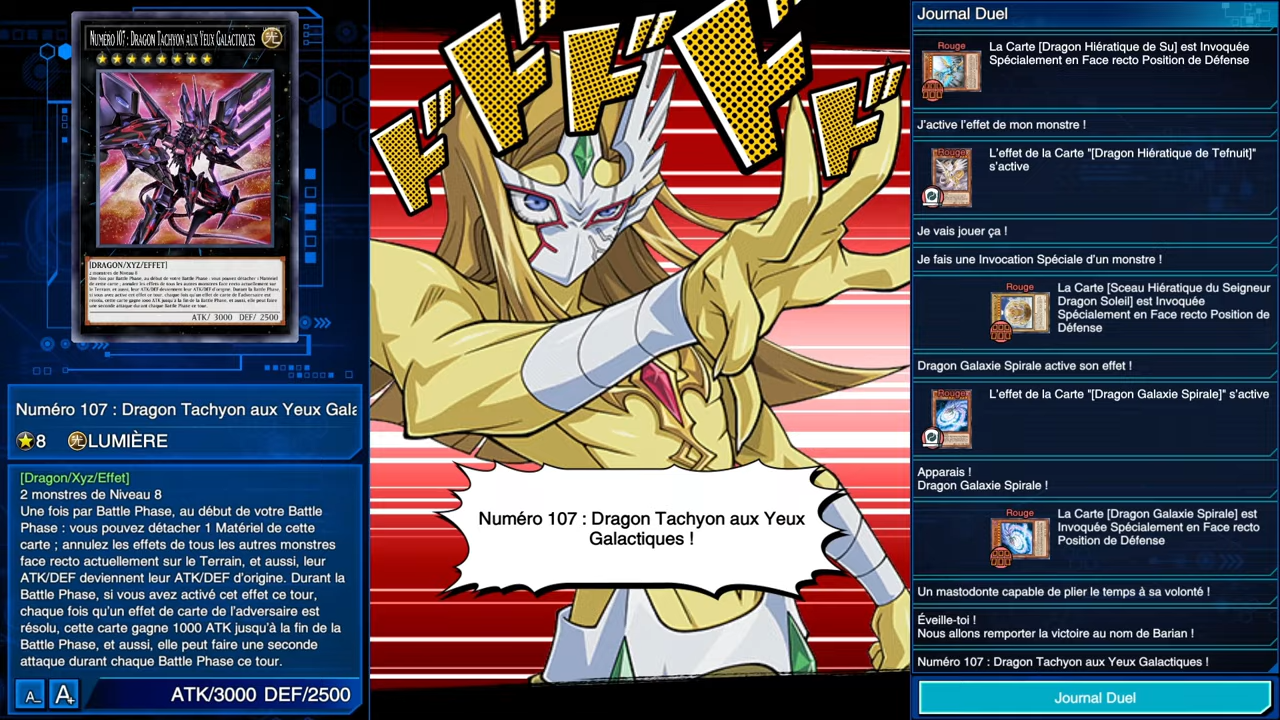 Numéro 107 : Dragon Tachyon aux Yeux Galactiques
光
[DRAGON/XYZ/EFFET]
2 monstres de Niveau 8
ATK/ 3000 DEF/ 2500
Numéro 107 : Dragon Tachyon aux Yeux Gala
8 光 LUMIÈRE
[Dragon/Xyz/Effet]
2 monstres de Niveau 8
Une fois par Battle Phase, au début de votre Battle
Phase : vous pouvez détacher 1 Matériel de cette
carte ; annulez les effets de tous les autres monstres
face recto actuellement sur le Terrain, et aussi, leur
ATK/DEF deviennent leur ATK/DEF d'origine. Durant la
Battle Phase, si vous avez activé cet effet ce tour,
chaque fois qu'un effet de carte de l'adversaire est
résolu, cette carte gagne 1000 ATK jusqu'à la fin de la
Battle Phase, et aussi, elle peut faire une seconde
attaque durant chaque Battle Phase ce tour.
A- A+ ATK/3000 DEF/2500
ドドドドド
Numéro 107 : Dragon Tachyon aux Yeux
Galactiques !
Journal Duel
Rouge
La Carte [Dragon Hiératique de Su] est Invoquée
Spécialement en Face recto Position de Défense
J'active l'effet de mon monstre !
Rouge
L'effet de la Carte "[Dragon Hiératique de Tefnuit]"
s'active
Je vais jouer ça !
Je fais une Invocation Spéciale d'un monstre !
Rouge
La Carte [Sceau Hiératique du Seigneur
Dragon Soleil] est Invoquée
Spécialement en Face recto Position de
Défense
Dragon Galaxie Spirale active son effet !
Rouge
L'effet de la Carte "[Dragon Galaxie Spirale]" s'active
Apparais !
Dragon Galaxie Spirale !
Rouge
La Carte [Dragon Galaxie Spirale] est
Invoquée Spécialement en Face recto
Position de Défense
Un mastodonte capable de plier le temps à sa volonté !
Éveille-toi !
Nous allons remporter la victoire au nom de Barian !
Numéro 107 : Dragon Tachyon aux Yeux Galactiques !
Journal Duel